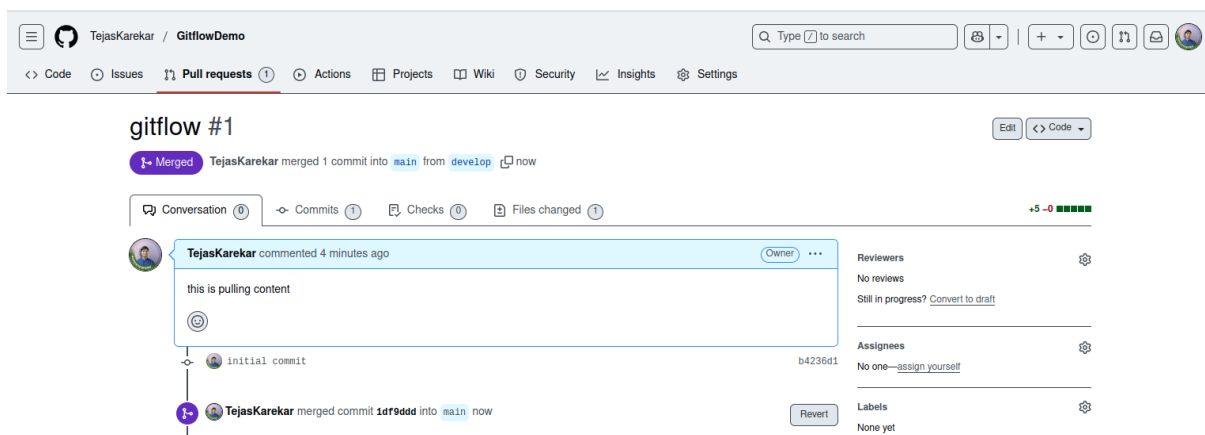 TejasKarekar / GitflowDemo
Type / to search
Code Issues Pull requests 1 Actions Projects Wiki Security Insights Settings
gitflow #1
Edit Code
Merged TejasKarekar merged 1 commit into main from develop now
Conversation 0 Commits 1 Checks 0 Files changed 1
+5 −0
TejasKarekar commented 4 minutes ago Owner ...
this is pulling content
initial commit b4236d1
TejasKarekar merged commit 1df9ddd into main now Revert
Reviewers
No reviews
Still in progress? Convert to draft
Assignees
No one—assign yourself
Labels
None yet